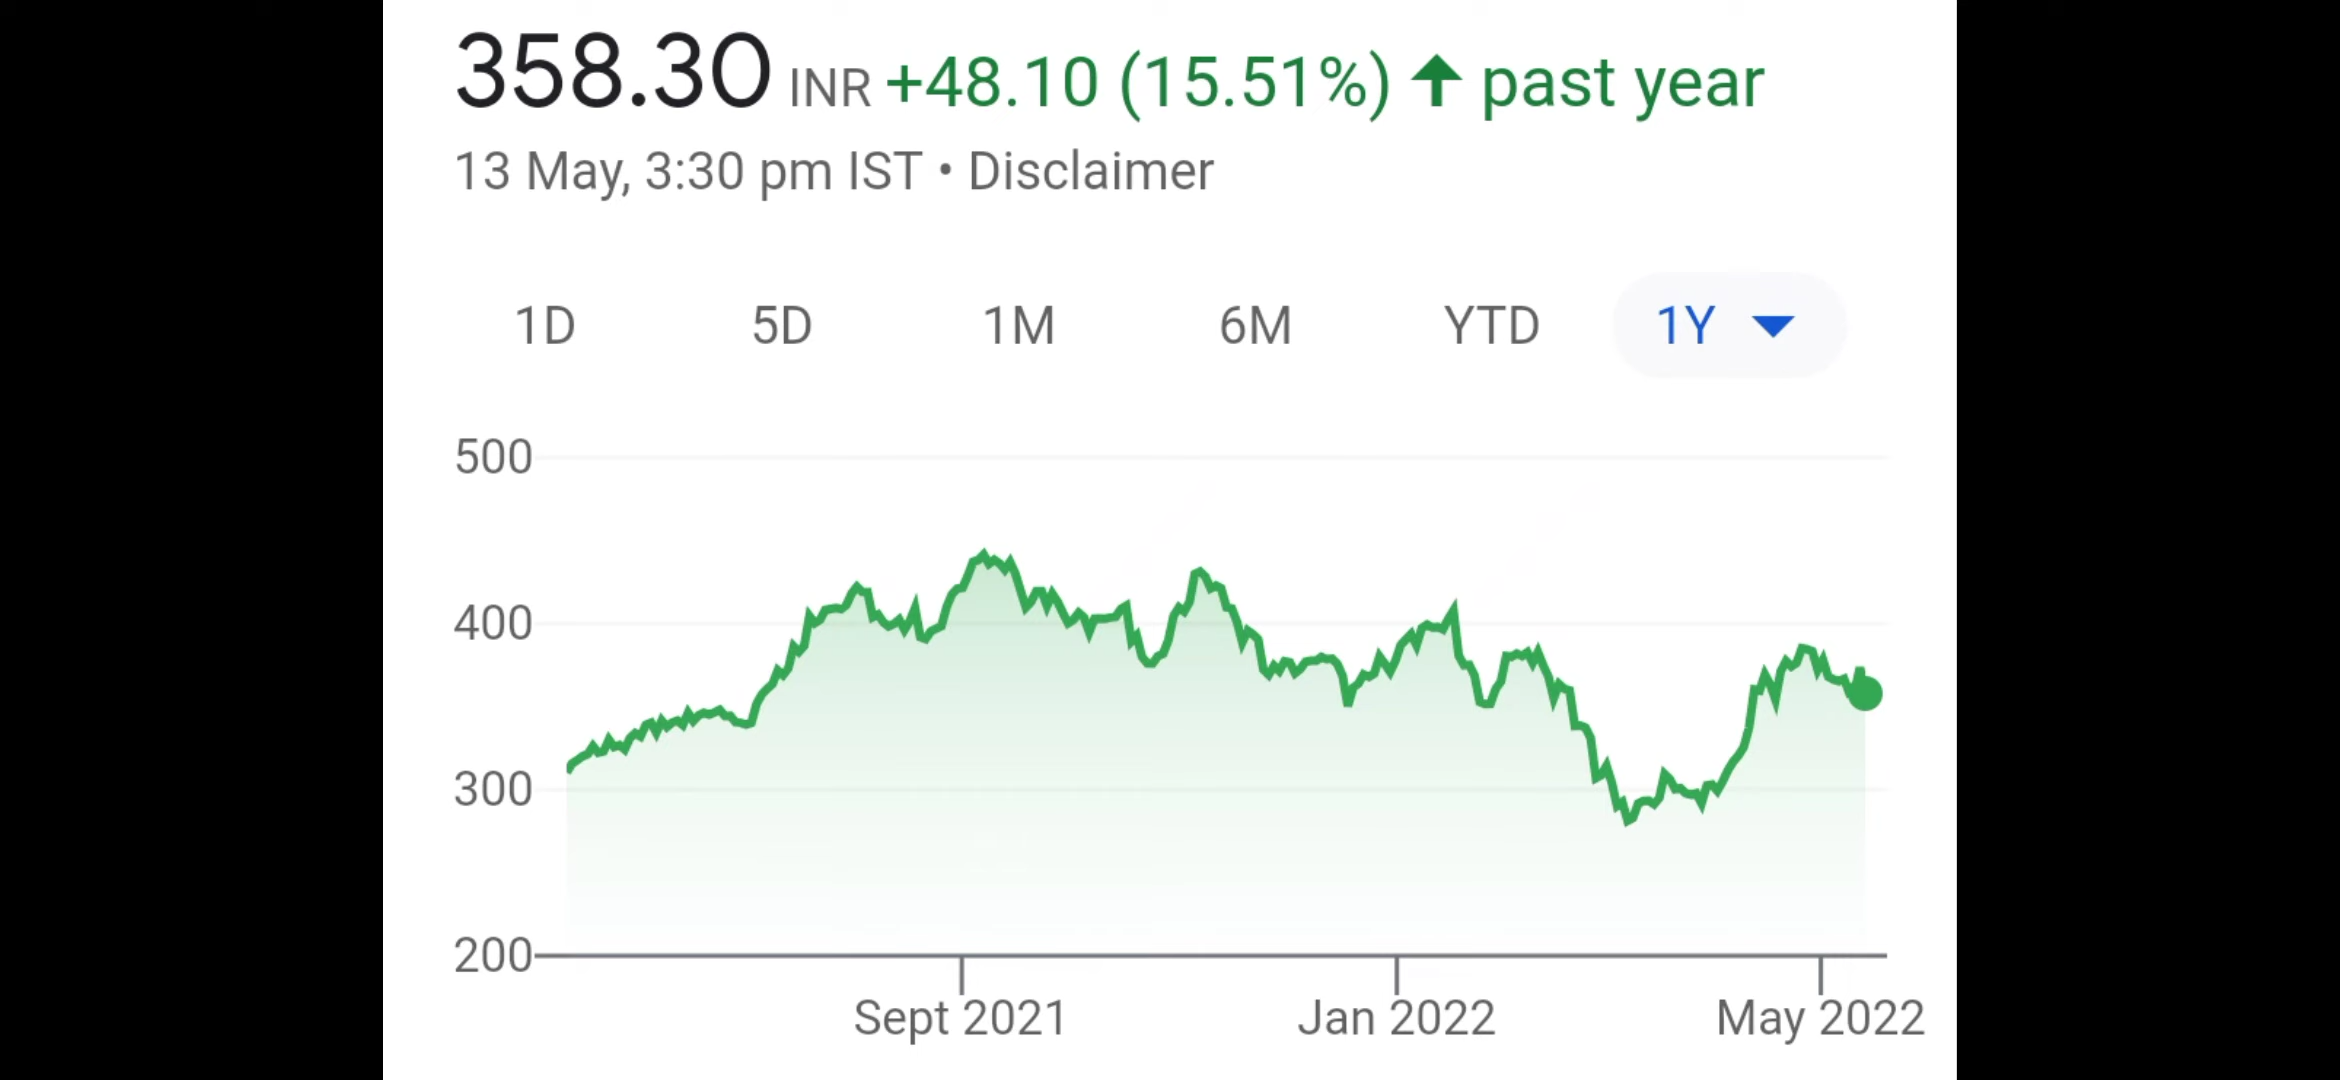 358.30 INR +48.10 (15.51%) ↑ past year
13 May, 3:30 pm IST • Disclaimer
1D 5D 1M 6M YTD 1Y
500
400
300
200
Sept 2021 Jan 2022 May 2022